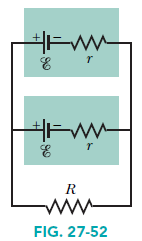 + –
ℰ r
+ –
ℰ r
R
FIG. 27-52